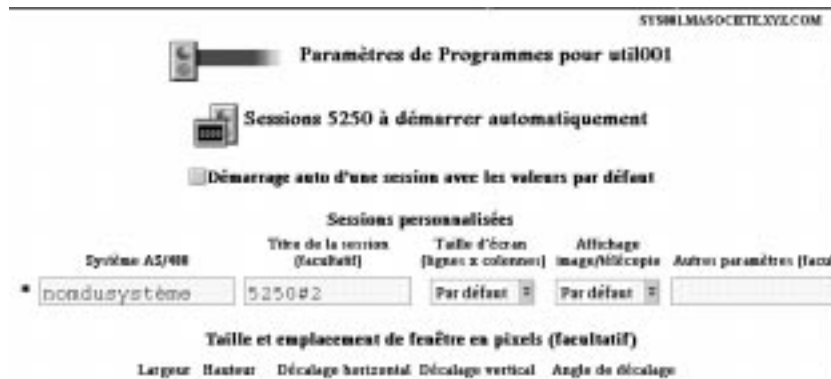 SYS001.MASOCIETE.XYZ.COM
Paramètres de Programmes pour util001
Sessions 5250 à démarrer automatiquement
Démarrage auto d'une session avec les valeurs par défaut
Sessions personnalisées
Système AS/400 Titre de la session (facultatif) Taille d'écran (lignes x colonnes) Affichage image/télécopie Autres paramètres (facul
* nomdusystème 5250#2 Par défaut Par défaut
Taille et emplacement de fenêtre en pixels (facultatif)
Largeur Hauteur Décalage horizontal Décalage vertical Angle de décalage